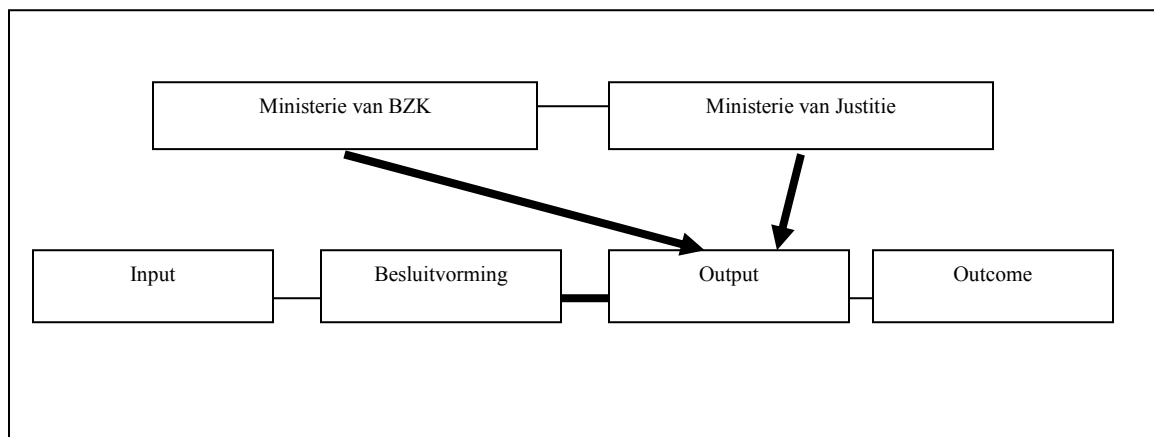 Ministerie van BZK
Ministerie van Justitie
Input
Besluitvorming
Output
Outcome